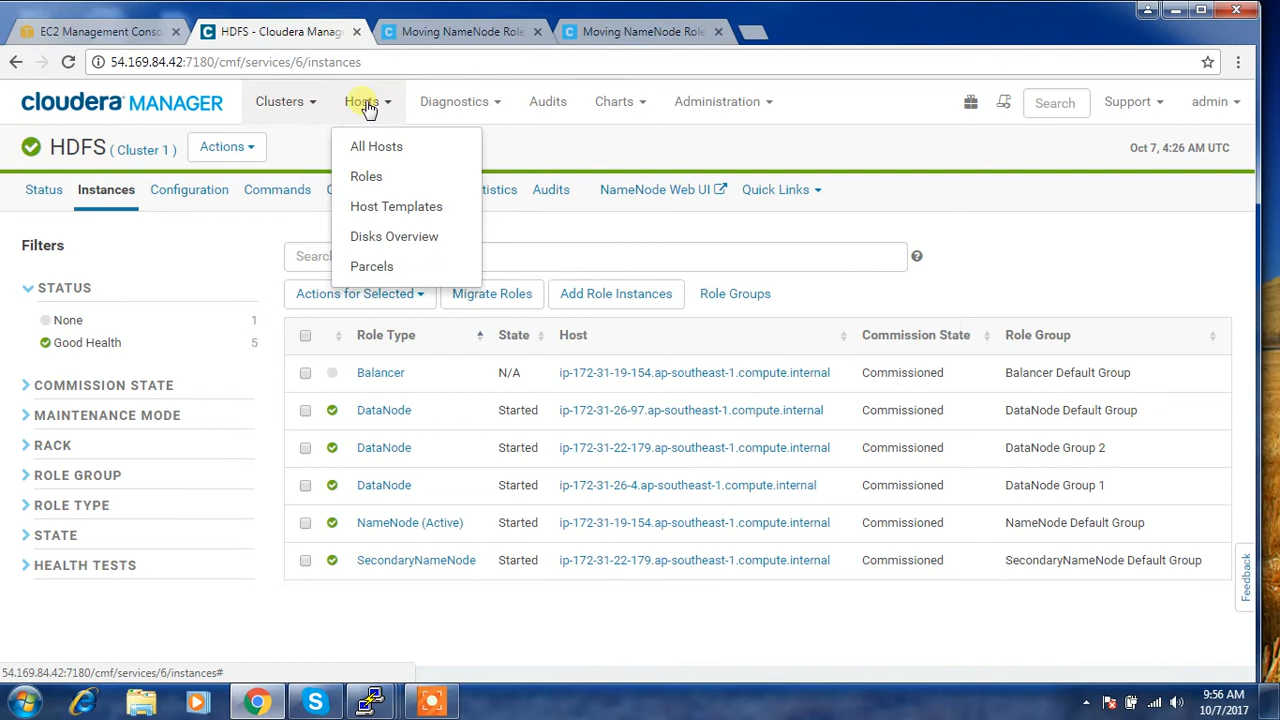 EC2 Management Conso
HDFS - Cloudera Manag
Moving NameNode Role
Moving NameNode Role
54.169.84.42:7180/cmf/services/6/instances
cloudera MANAGER
Clusters
Hosts
Diagnostics
Audits
Charts
Administration
Search
Support
admin
HDFS ( Cluster 1 )
Actions
All Hosts
Roles
Host Templates
Disks Overview
Parcels
Oct 7, 4:26 AM UTC
Status
Instances
Configuration
Commands
tistics
Audits
NameNode Web UI
Quick Links
Filters
Searc
STATUS
None 1
Good Health 5
COMMISSION STATE
MAINTENANCE MODE
RACK
ROLE GROUP
ROLE TYPE
STATE
HEALTH TESTS
Actions for Selected
Migrate Roles
Add Role Instances
Role Groups
Role Type State Host Commission State Role Group
Balancer N/A ip-172-31-19-154.ap-southeast-1.compute.internal Commissioned Balancer Default Group
DataNode Started ip-172-31-26-97.ap-southeast-1.compute.internal Commissioned DataNode Default Group
DataNode Started ip-172-31-22-179.ap-southeast-1.compute.internal Commissioned DataNode Group 2
DataNode Started ip-172-31-26-4.ap-southeast-1.compute.internal Commissioned DataNode Group 1
NameNode (Active) Started ip-172-31-19-154.ap-southeast-1.compute.internal Commissioned NameNode Default Group
SecondaryNameNode Started ip-172-31-22-179.ap-southeast-1.compute.internal Commissioned SecondaryNameNode Default Group
Feedback
54.169.84.42:7180/cmf/services/6/instances#
9:56 AM
10/7/2017